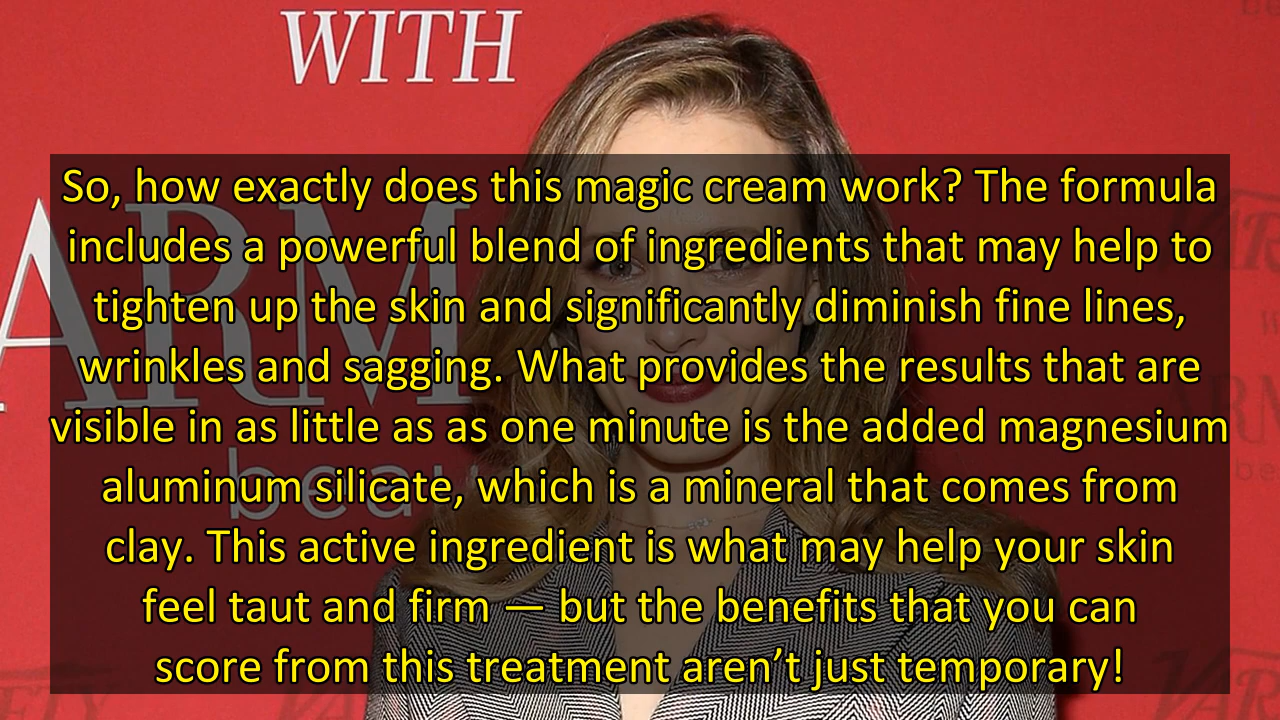 WITH
So, how exactly does this magic cream work? The formula
includes a powerful blend of ingredients that may help to
tighten up the skin and significantly diminish fine lines,
wrinkles and sagging. What provides the results that are
visible in as little as as one minute is the added magnesium
aluminum silicate, which is a mineral that comes from
clay. This active ingredient is what may help your skin
feel taut and firm — but the benefits that you can
score from this treatment aren’t just temporary!
ARM